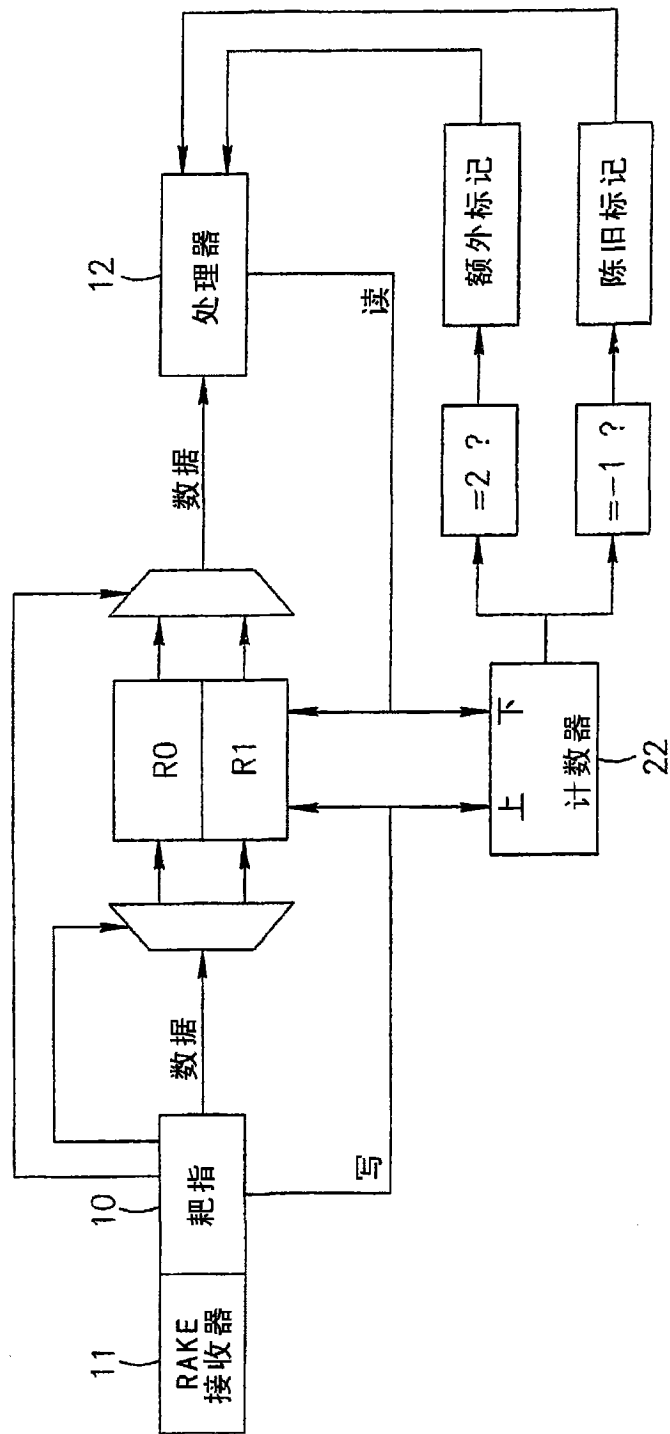 11
RAKE
接收器
10
耙指
数据
写
R0
R1
数据
12
处理器
读
上
下
计数器
22
=2 ?
额外标记
=-1 ?
陈旧标记